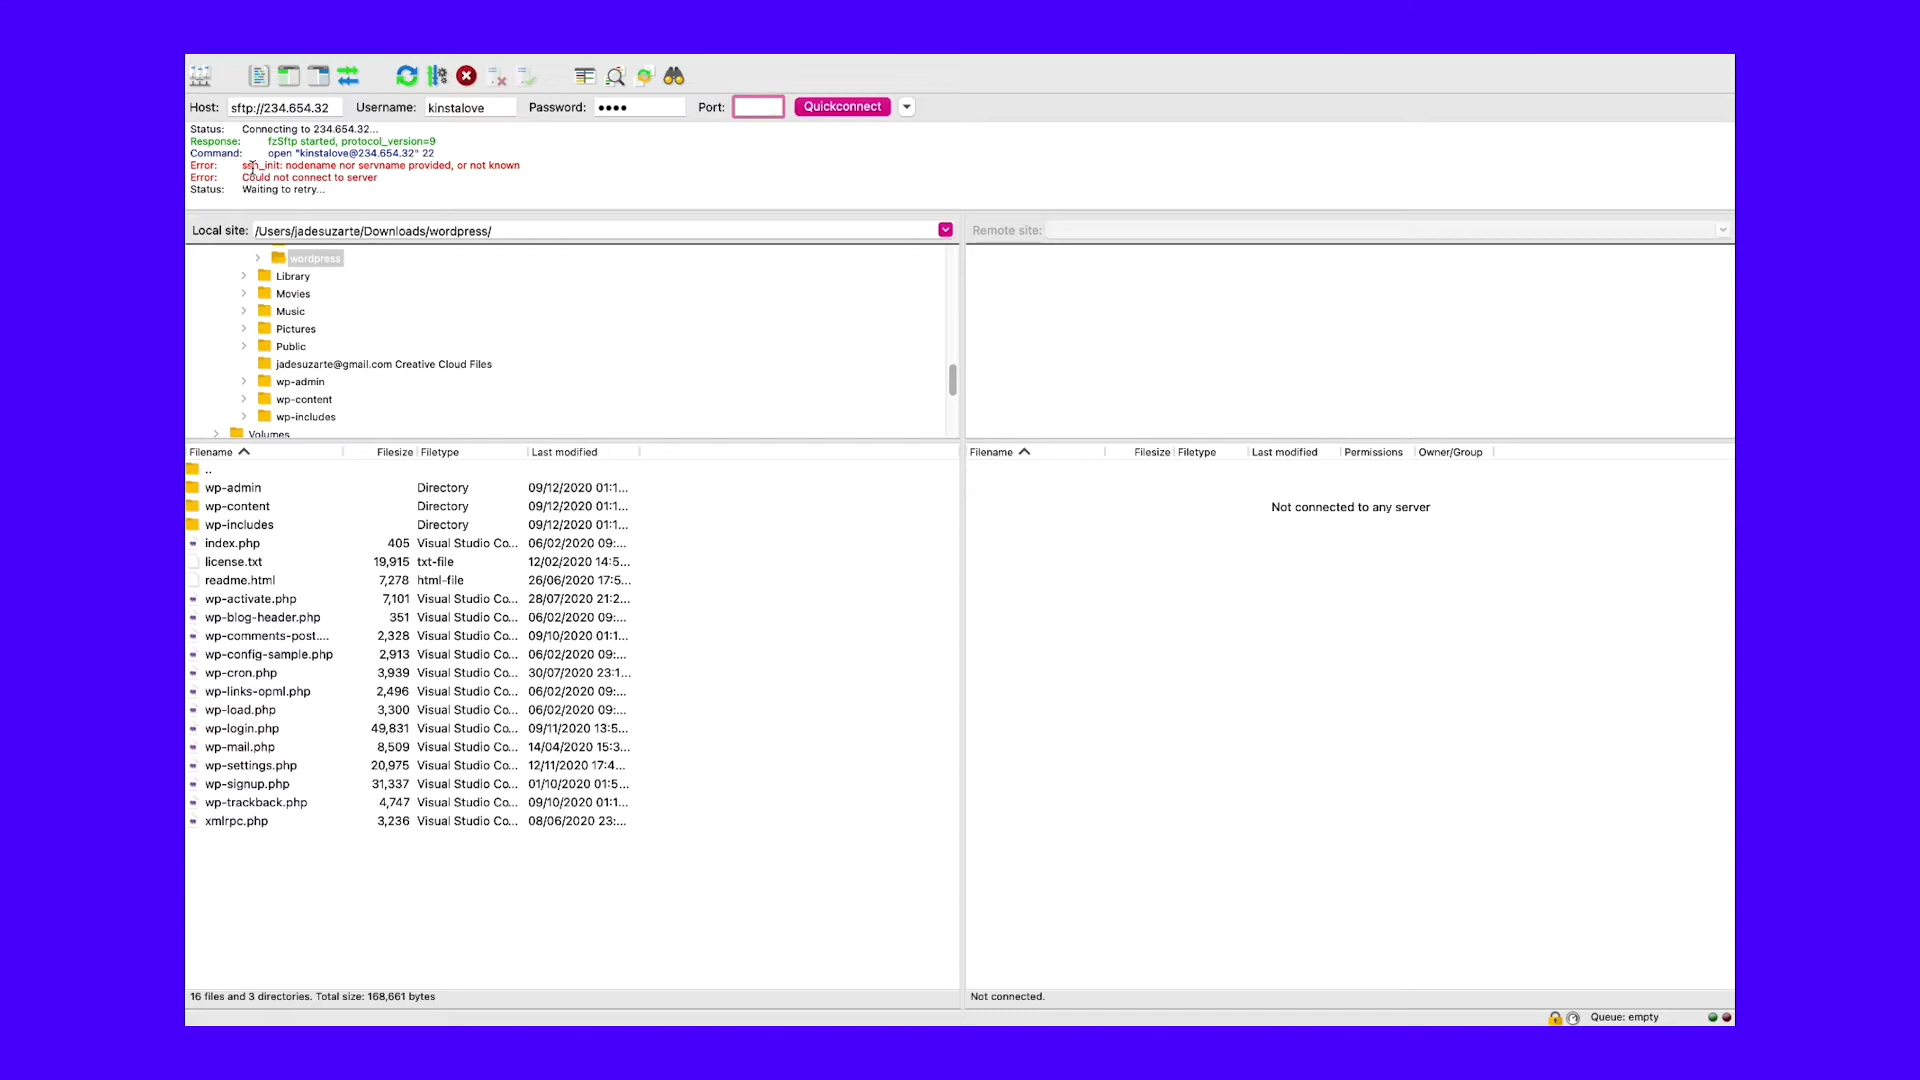 Host: sftp://234.654.32 Username: kinstalove Password: •••• Port: Quickconnect
Status: Connecting to 234.654.32...
Response: fzSftp started, protocol_version=9
Command: open "kinstalove@234.654.32" 22
Error: ssh_init: nodename nor servname provided, or not known
Error: Could not connect to server
Status: Waiting to retry...
Local site: /Users/jadesuzarte/Downloads/wordpress/
Remote site:
wordpress
Library
Movies
Music
Pictures
Public
jadesuzarte@gmail.com Creative Cloud Files
wp-admin
wp-content
wp-includes
Volumes
Filename Filesize Filetype Last modified
..
wp-admin Directory 09/12/2020 01:1...
wp-content Directory 09/12/2020 01:1...
wp-includes Directory 09/12/2020 01:1...
index.php 405 Visual Studio Co... 06/02/2020 09:...
license.txt 19,915 txt-file 12/02/2020 14:5...
readme.html 7,278 html-file 26/06/2020 17:5...
wp-activate.php 7,101 Visual Studio Co... 28/07/2020 21:2...
wp-blog-header.php 351 Visual Studio Co... 06/02/2020 09:...
wp-comments-post.... 2,328 Visual Studio Co... 09/10/2020 01:1...
wp-config-sample.php 2,913 Visual Studio Co... 06/02/2020 09:...
wp-cron.php 3,939 Visual Studio Co... 30/07/2020 23:1...
wp-links-opml.php 2,496 Visual Studio Co... 06/02/2020 09:...
wp-load.php 3,300 Visual Studio Co... 06/02/2020 09:...
wp-login.php 49,831 Visual Studio Co... 09/11/2020 13:5...
wp-mail.php 8,509 Visual Studio Co... 14/04/2020 15:3...
wp-settings.php 20,975 Visual Studio Co... 12/11/2020 17:4...
wp-signup.php 31,337 Visual Studio Co... 01/10/2020 01:5...
wp-trackback.php 4,747 Visual Studio Co... 09/10/2020 01:1...
xmlrpc.php 3,236 Visual Studio Co... 08/06/2020 23:...
16 files and 3 directories. Total size: 168,661 bytes
Filename Filesize Filetype Last modified Permissions Owner/Group
Not connected to any server
Not connected.
Queue: empty